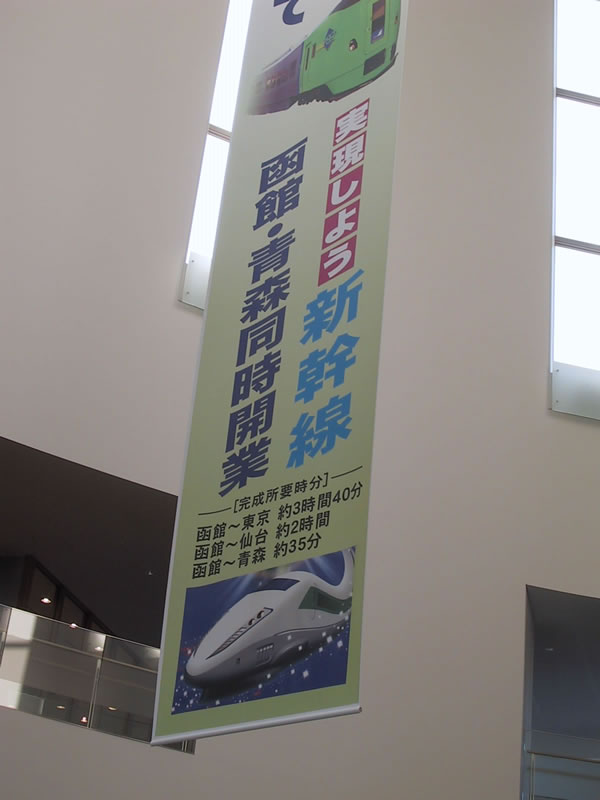 て
実現しよう新幹線
函館・青森同時開業
[完成所要時分]
函館～東京 約3時間40分
函館～仙台 約2時間
函館～青森 約35分